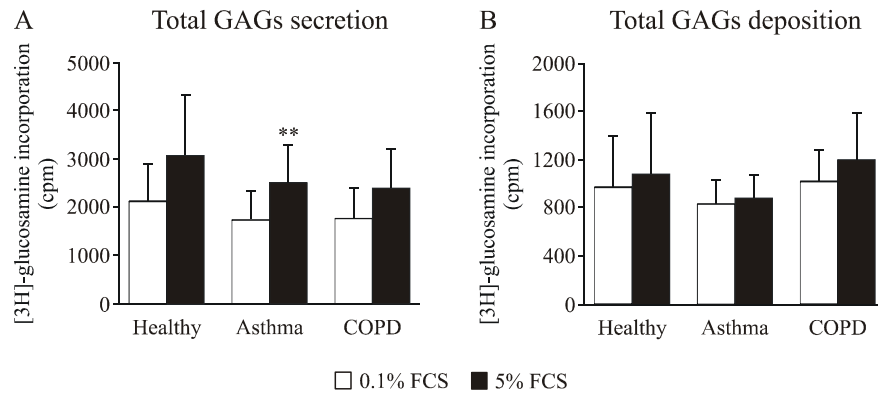 A Total GAGs secretion
[3H]-glucosamine incorporation
(cpm)
5000
4000
3000
2000
1000
0
**
Healthy Asthma COPD
B Total GAGs deposition
[3H]-glucosamine incorporation
(cpm)
2000
1600
1200
800
400
0
Healthy Asthma COPD
0.1% FCS 5% FCS